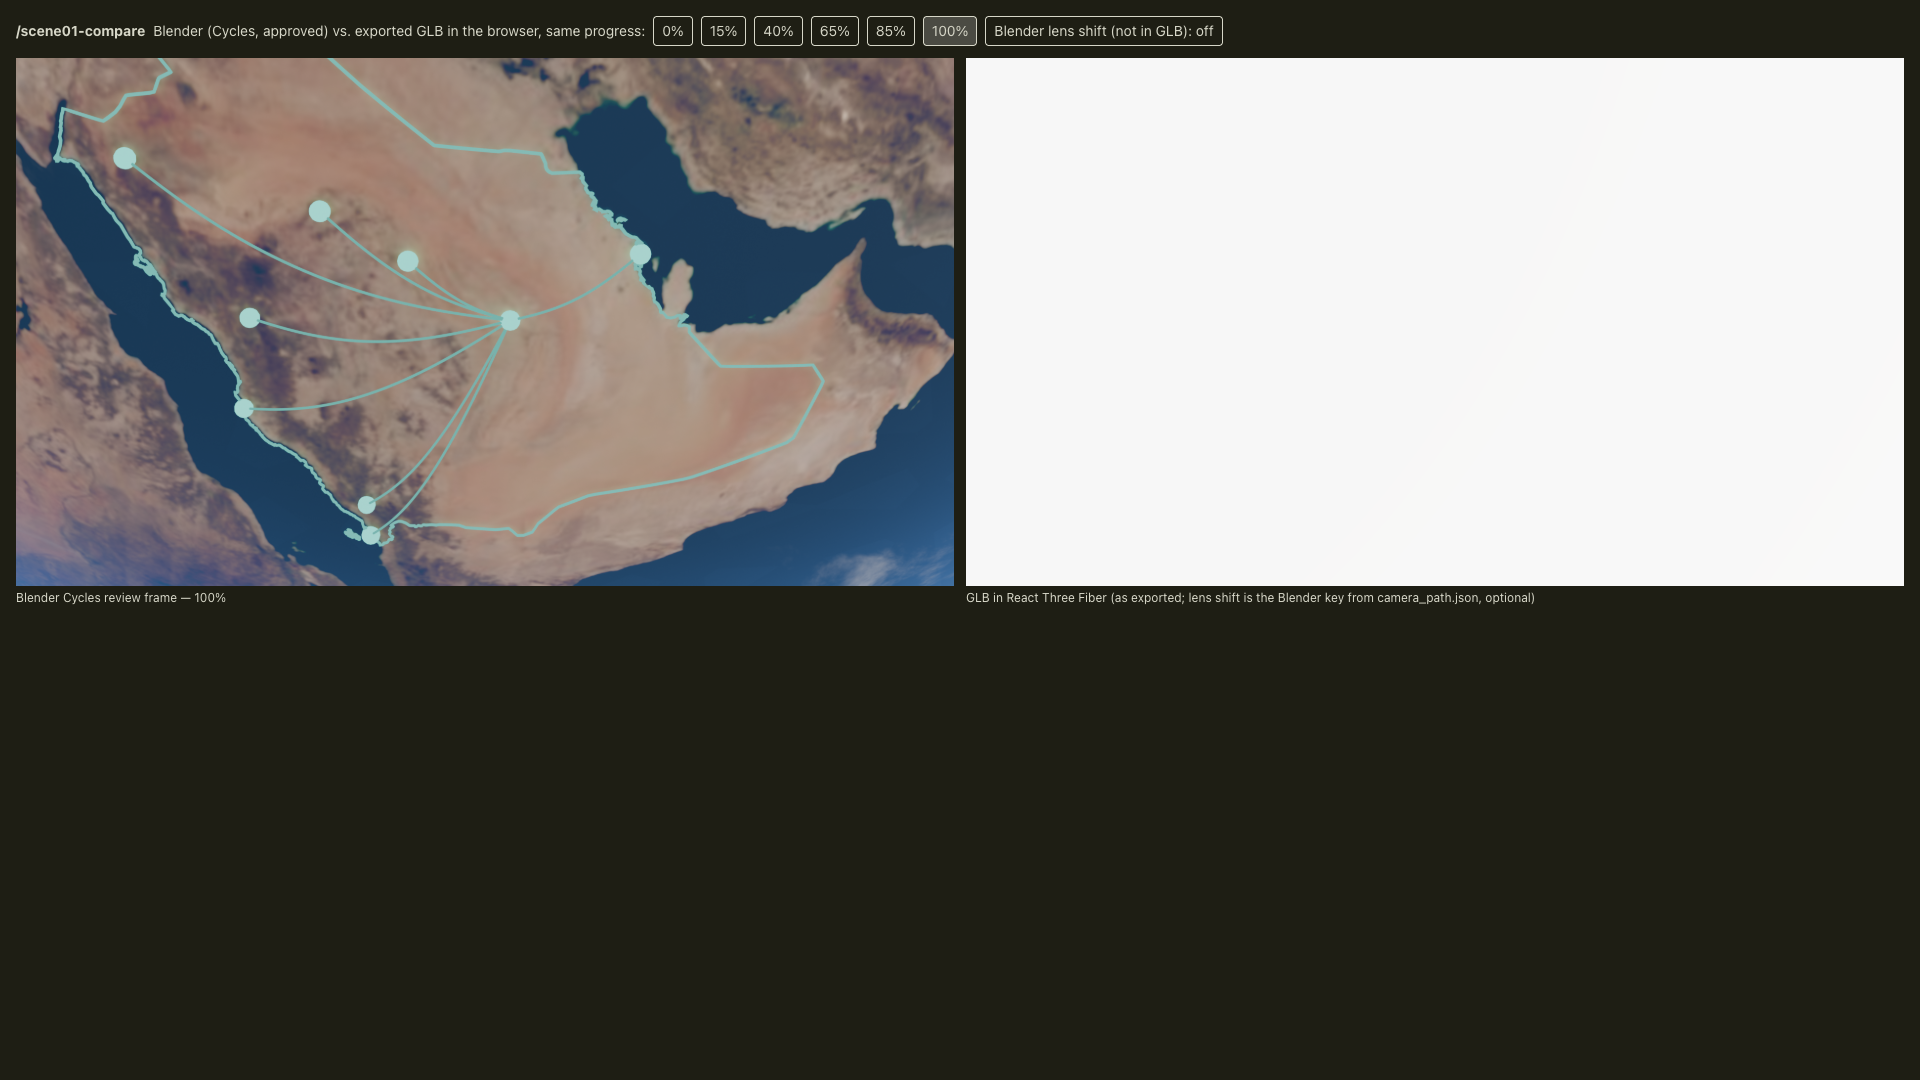 /scene01-compare Blender (Cycles, approved) vs. exported GLB in the browser, same progress: 0% 15% 40% 65% 85% 100% Blender lens shift (not in GLB): off
Blender Cycles review frame — 100%
GLB in React Three Fiber (as exported; lens shift is the Blender key from camera_path.json, optional)